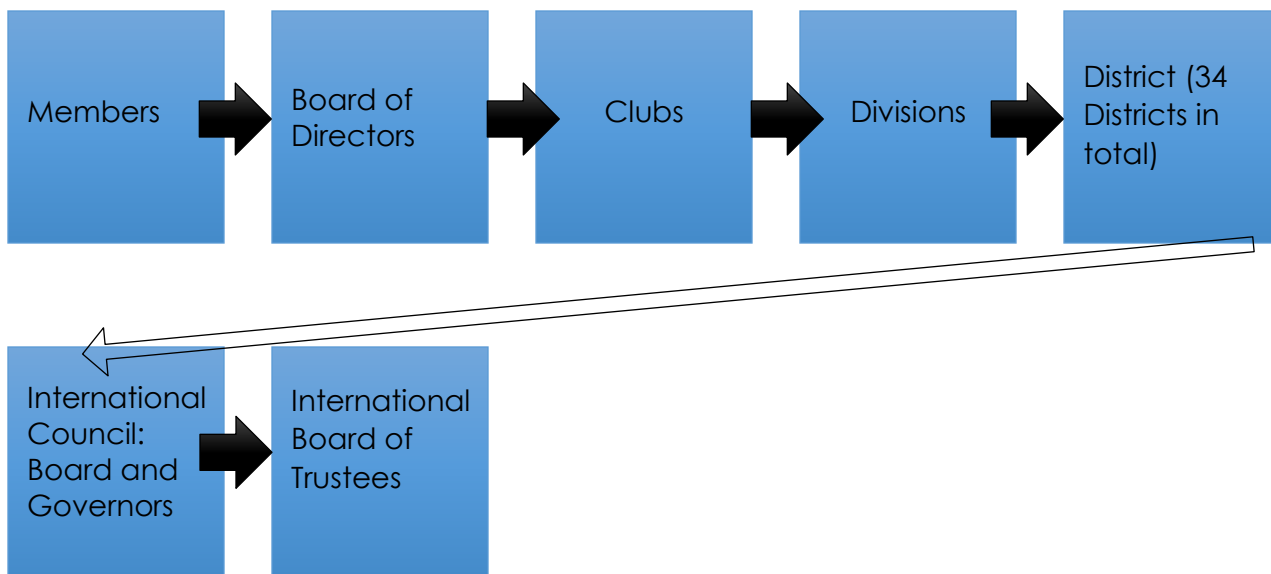 Members
Board of
Directors
Clubs
Divisions
District (34
Districts in
total)
International
Council:
Board and
Governors
International
Board of
Trustees